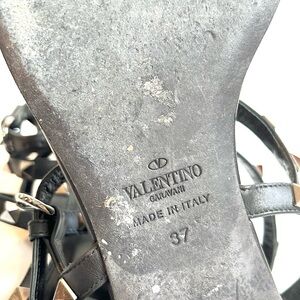 VALENTINO
GARAVANI
MADE IN ITALY
37